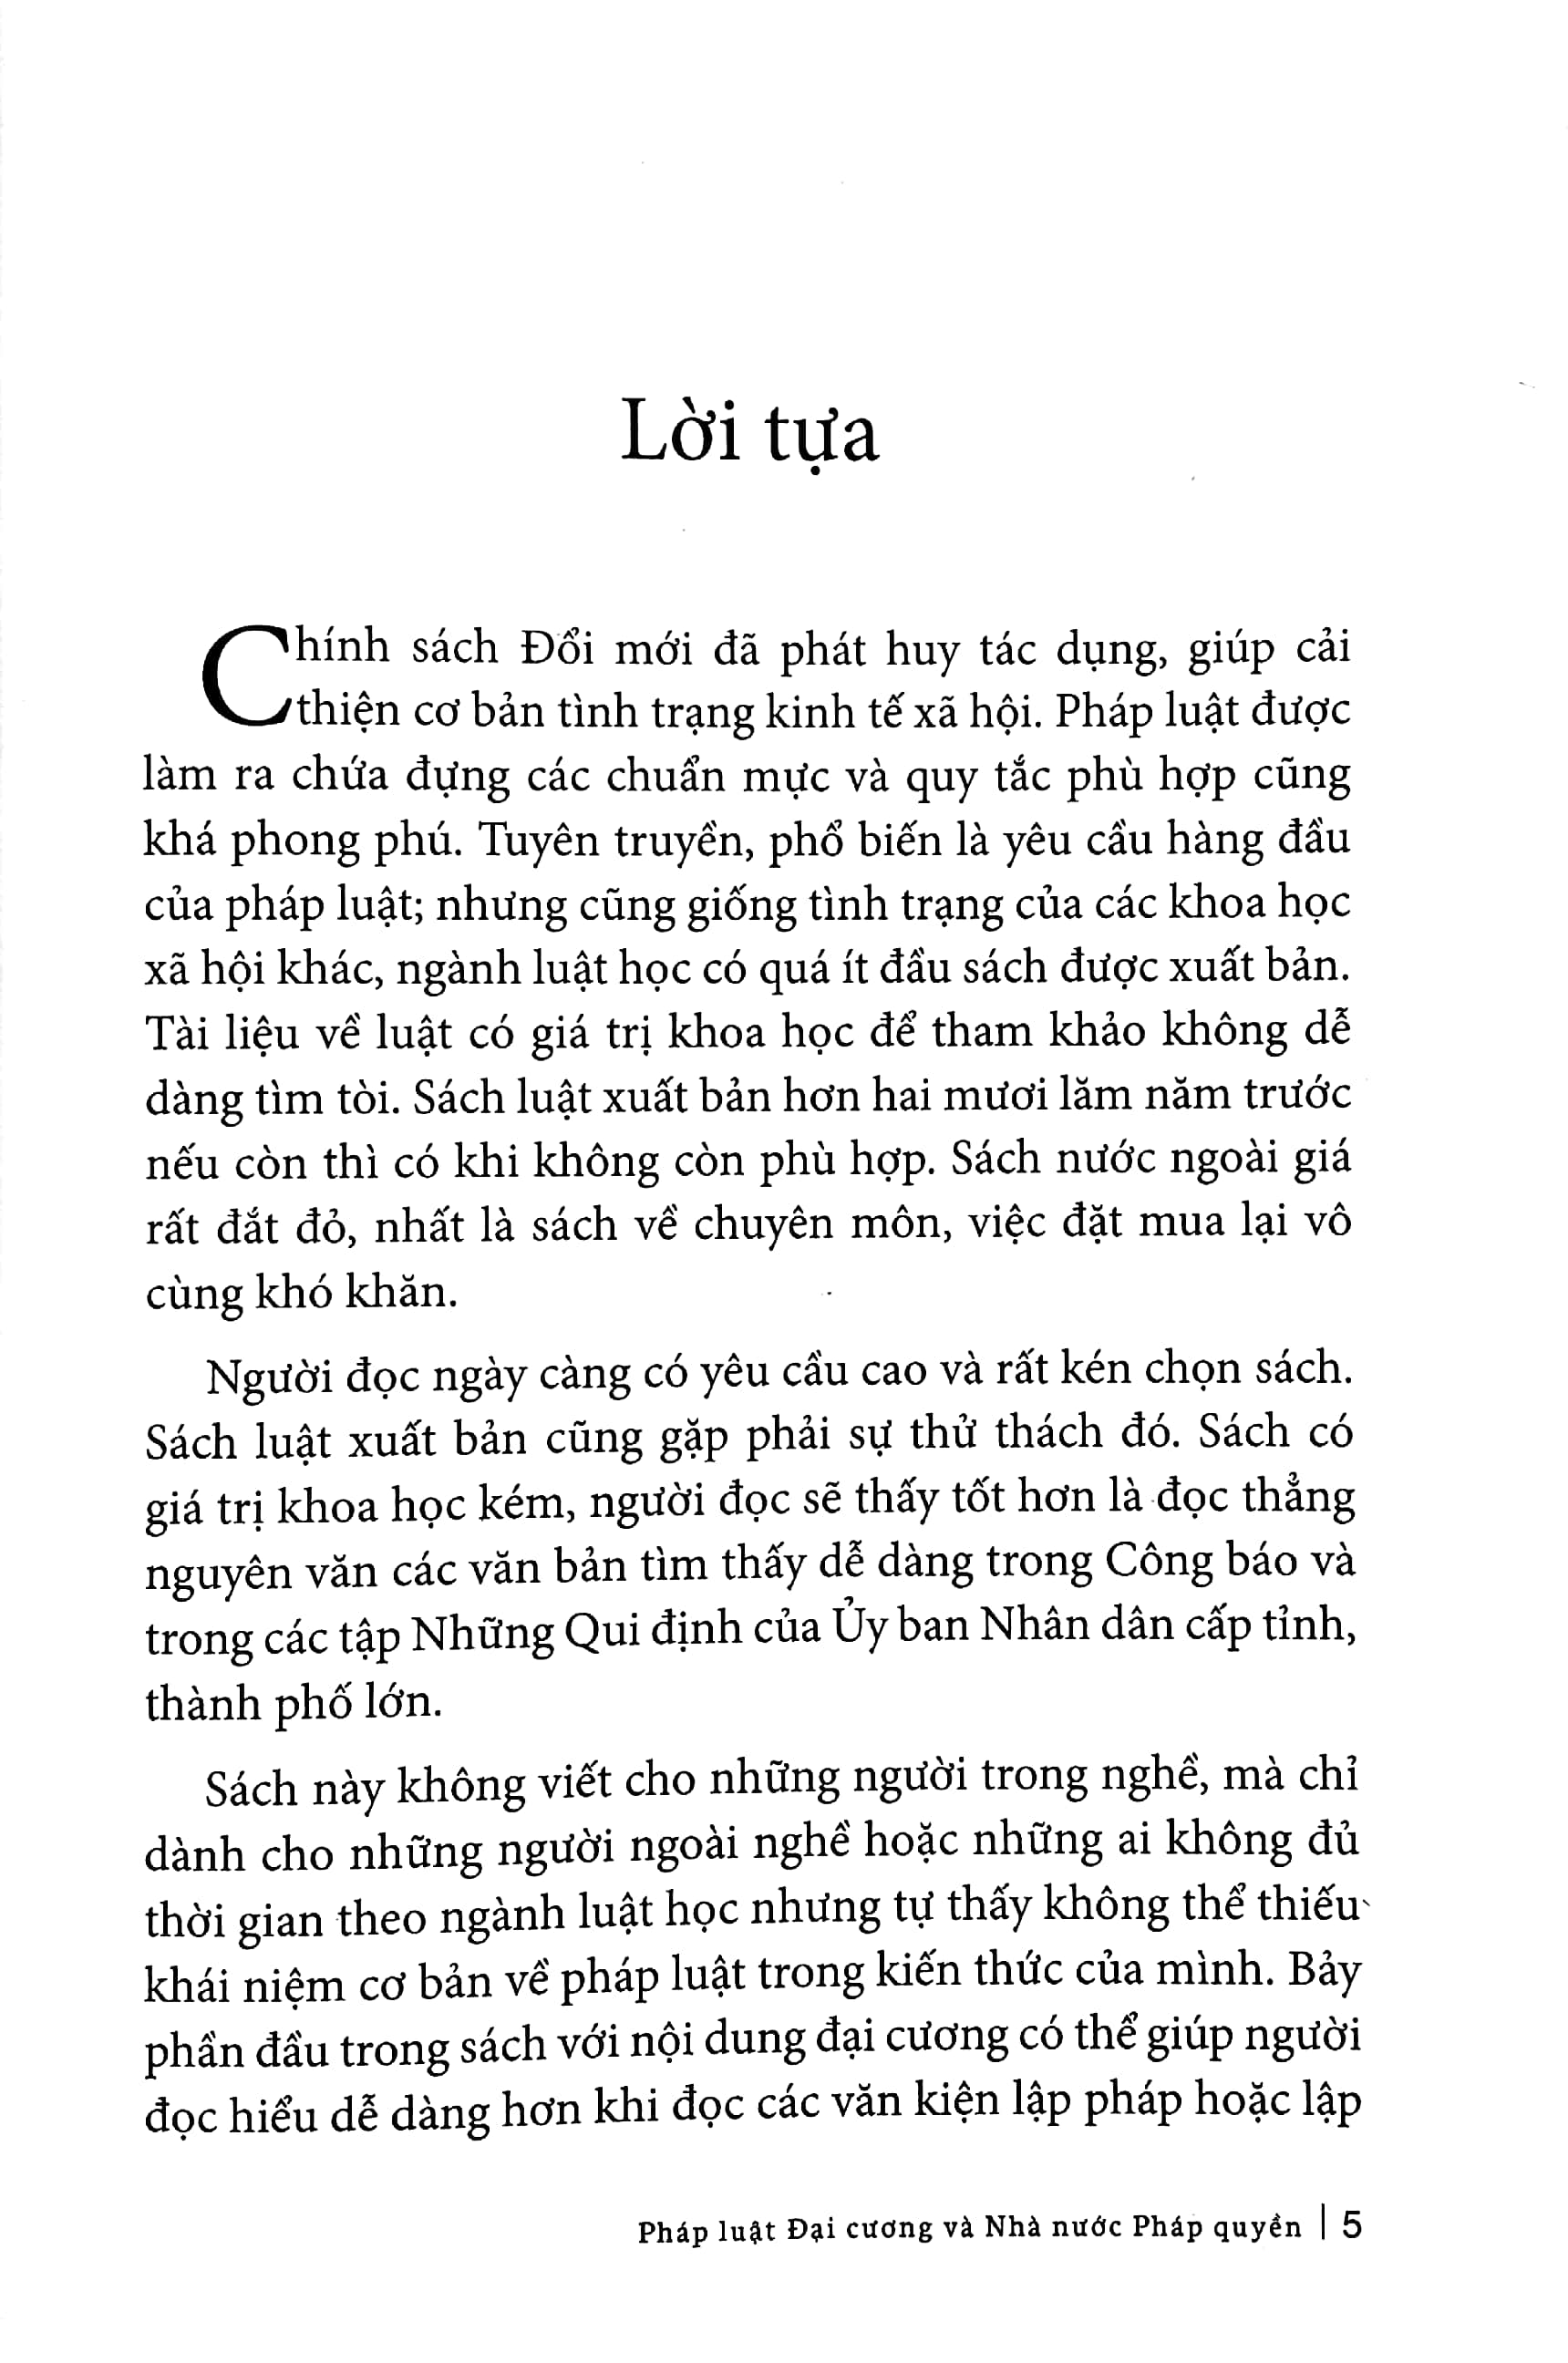 Lời tựa
Chính sách Đổi mới đã phát huy tác dụng, giúp cải
thiện cơ bản tình trạng kinh tế xã hội. Pháp luật được
làm ra chứa đựng các chuẩn mực và quy tắc phù hợp cũng
khá phong phú. Tuyên truyền, phổ biến là yêu cầu hàng đầu
của pháp luật; nhưng cũng giống tình trạng của các khoa học
xã hội khác, ngành luật học có quá ít đầu sách được xuất bản.
Tài liệu về luật có giá trị khoa học để tham khảo không dễ
dàng tìm tòi. Sách luật xuất bản hơn hai mươi lăm năm trước
nếu còn thì có khi không còn phù hợp. Sách nước ngoài giá
rất đắt đỏ, nhất là sách về chuyên môn, việc đặt mua lại vô
cùng khó khăn.
Người đọc ngày càng có yêu cầu cao và rất kén chọn sách.
Sách luật xuất bản cũng gặp phải sự thử thách đó. Sách có
giá trị khoa học kém, người đọc sẽ thấy tốt hơn là đọc thẳng
nguyên văn các văn bản tìm thấy dễ dàng trong Công báo và
trong các tập Những Qui định của Ủy ban Nhân dân cấp tỉnh,
thành phố lớn.
Sách này không viết cho những người trong nghề, mà chỉ
dành cho những người ngoài nghề hoặc những ai không đủ
thời gian theo ngành luật học nhưng tự thấy không thể thiếu
khái niệm cơ bản về pháp luật trong kiến thức của mình. Bảy
phần đầu trong sách với nội dung đại cương có thể giúp người
đọc hiểu dễ dàng hơn khi đọc các văn kiện lập pháp hoặc lập
Pháp luật Đại cương và Nhà nước Pháp quyền | 5